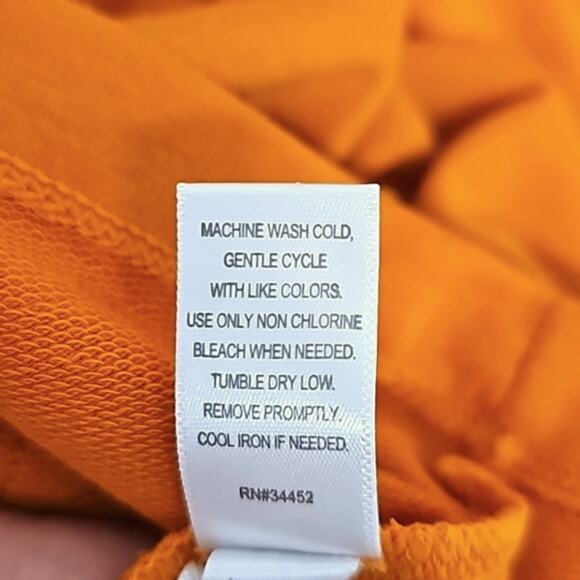 MACHINE WASH COLD,
GENTLE CYCLE
WITH LIKE COLORS.
USE ONLY NON CHLORINE
BLEACH WHEN NEEDED.
TUMBLE DRY LOW.
REMOVE PROMPTLY.
COOL IRON IF NEEDED.
RN#34452